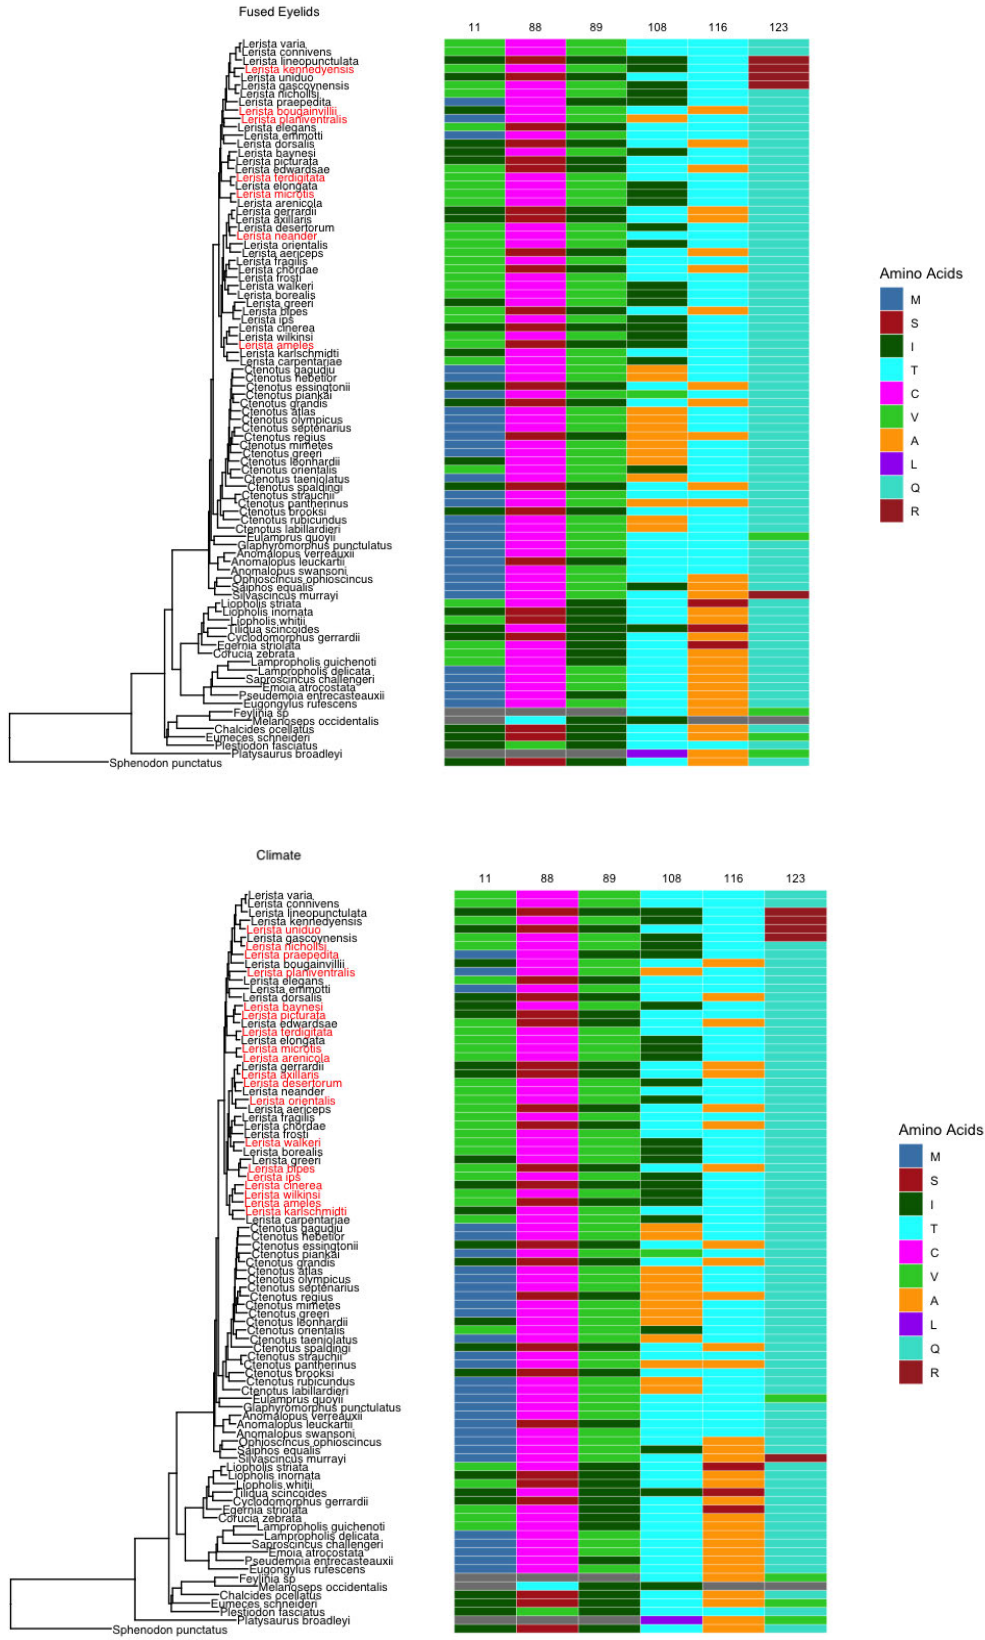 Fused Eyelids
11 88 89 108 116 123
Lerista varia
Lerista connivens
Lerista lineopunctulata
Lerista kennedyensis
Lerista uniduo
Lerista gascoynensis
Lerista nichollsi
Lerista praepedita
Lerista bougainvillii
Lerista planiventralis
Lerista elegans
Lerista emmotti
Lerista dorsalis
Lerista baynesi
Lerista picturata
Lerista edwardsae
Lerista terdigitata
Lerista elongata
Lerista microtis
Lerista arenicola
Lerista gerrardii
Lerista axillaris
Lerista desertorum
Lerista neander
Lerista orientalis
Lerista aericeps
Lerista fragilis
Lerista chordae
Lerista frosti
Lerista walkeri
Lerista borealis
Lerista greeri
Lerista bipes
Lerista ips
Lerista cinerea
Lerista wilkinsi
Lerista ameles
Lerista karlschmidti
Lerista carpentariae
Ctenotus gagudju
Ctenotus hebetior
Ctenotus essingtonii
Ctenotus piankai
Ctenotus grandis
Ctenotus atlas
Ctenotus olympicus
Ctenotus septenarius
Ctenotus regius
Ctenotus mimetes
Ctenotus greeri
Ctenotus leonhardii
Ctenotus orientalis
Ctenotus taeniolatus
Ctenotus spaldingi
Ctenotus strauchii
Ctenotus pantherinus
Ctenotus brooksi
Ctenotus rubicundus
Ctenotus labillardieri
Eulamprus quoyii
Glaphyromorphus punctulatus
Anomalopus verreauxii
Anomalopus leuckartii
Anomalopus swansoni
Ophioscincus ophioscincus
Saiphos equalis
Silvascincus murrayi
Liopholis striata
Liopholis inornata
Liopholis whitii
Tiliqua scincoides
Cyclodomorphus gerrardii
Egernia striolata
Corucia zebrata
Lampropholis guichenoti
Lampropholis delicata
Saproscincus challengeri
Emoia atrocostata
Pseudemoia entrecasteauxii
Eugongylus rufescens
Feylinia sp
Melanoseps occidentalis
Chalcides ocellatus
Eumeces schneideri
Plestiodon fasciatus
Platysaurus broadleyi
Sphenodon punctatus
Amino Acids
M
S
I
T
C
V
A
L
Q
R
Climate
11 88 89 108 116 123
Lerista varia
Lerista connivens
Lerista lineopunctulata
Lerista kennedyensis
Lerista uniduo
Lerista gascoynensis
Lerista nichollsi
Lerista praepedita
Lerista bougainvillii
Lerista planiventralis
Lerista elegans
Lerista emmotti
Lerista dorsalis
Lerista baynesi
Lerista picturata
Lerista edwardsae
Lerista terdigitata
Lerista elongata
Lerista microtis
Lerista arenicola
Lerista gerrardii
Lerista axillaris
Lerista desertorum
Lerista neander
Lerista orientalis
Lerista aericeps
Lerista fragilis
Lerista chordae
Lerista frosti
Lerista walkeri
Lerista borealis
Lerista greeri
Lerista bipes
Lerista ips
Lerista cinerea
Lerista wilkinsi
Lerista ameles
Lerista karlschmidti
Lerista carpentariae
Ctenotus gagudju
Ctenotus hebetior
Ctenotus essingtonii
Ctenotus piankai
Ctenotus grandis
Ctenotus atlas
Ctenotus olympicus
Ctenotus septenarius
Ctenotus regius
Ctenotus mimetes
Ctenotus greeri
Ctenotus leonhardii
Ctenotus orientalis
Ctenotus taeniolatus
Ctenotus spaldingi
Ctenotus strauchii
Ctenotus pantherinus
Ctenotus brooksi
Ctenotus rubicundus
Ctenotus labillardieri
Eulamprus quoyii
Glaphyromorphus punctulatus
Anomalopus verreauxii
Anomalopus leuckartii
Anomalopus swansoni
Ophioscincus ophioscincus
Saiphos equalis
Silvascincus murrayi
Liopholis striata
Liopholis inornata
Liopholis whitii
Tiliqua scincoides
Cyclodomorphus gerrardii
Egernia striolata
Corucia zebrata
Lampropholis guichenoti
Lampropholis delicata
Saproscincus challengeri
Emoia atrocostata
Pseudemoia entrecasteauxii
Eugongylus rufescens
Feylinia sp
Melanoseps occidentalis
Chalcides ocellatus
Eumeces schneideri
Plestiodon fasciatus
Platysaurus broadleyi
Sphenodon punctatus
Amino Acids
M
S
I
T
C
V
A
L
Q
R